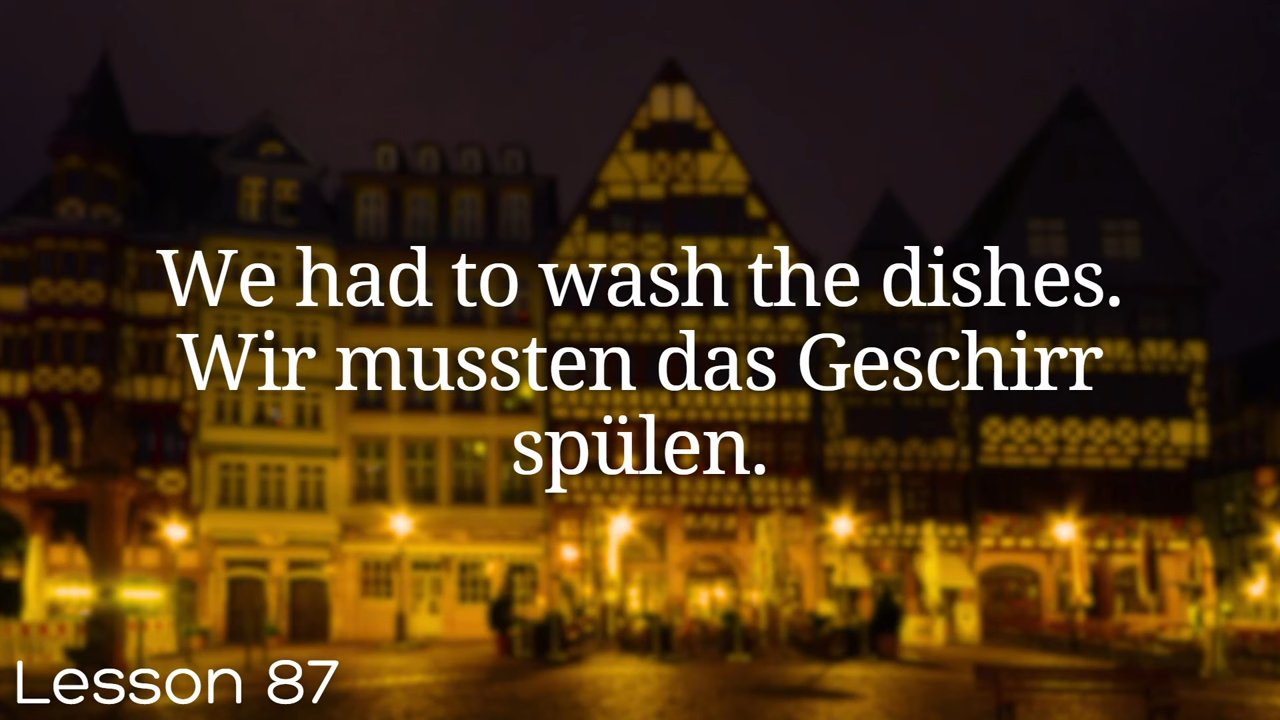 We had to wash the dishes.
Wir mussten das Geschirr
spülen.
Lesson 87